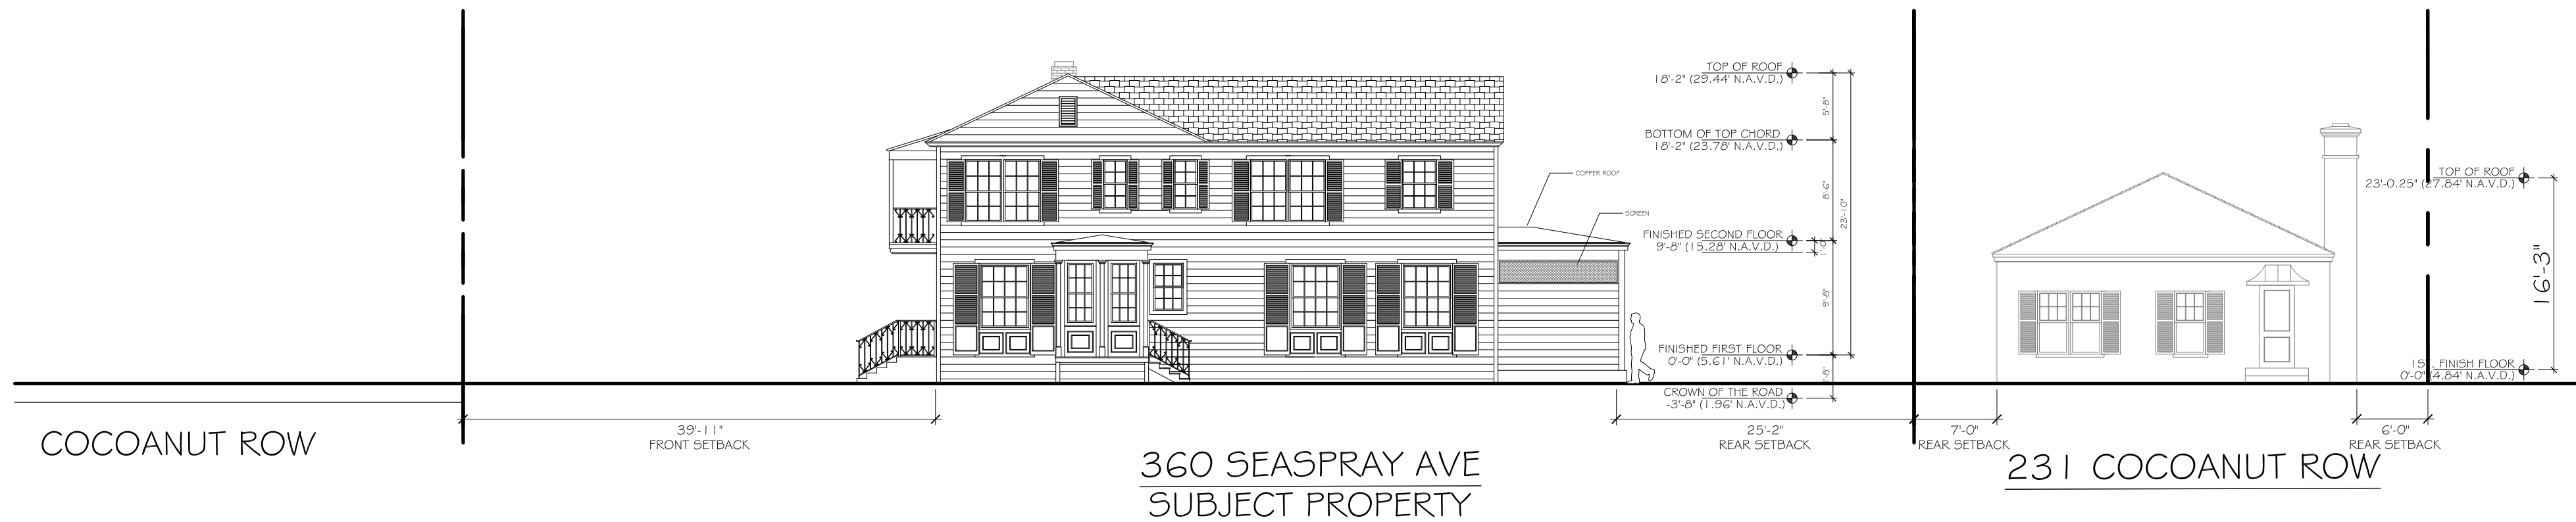 TOP OF ROOF
18'-2" (29.44' N.A.V.D.)
5'-8"
BOTTOM OF TOP CHORD
18'-2" (23.78' N.A.V.D.)
COPPER ROOF
8'-6"
23'-10"
SCREEN
FINISHED SECOND FLOOR
9'-8" (15.28' N.A.V.D.)
1'-0"
9'-8"
FINISHED FIRST FLOOR
0'-0" (5.61' N.A.V.D.)
CROWN OF THE ROAD
-3'-8" (1.96' N.A.V.D.)
TOP OF ROOF
23'-0.25" (27.84' N.A.V.D.)
16'-3"
1ST. FINISH FLOOR
0'-0" (4.84' N.A.V.D.)
COCOANUT ROW
39'-11"
FRONT SETBACK
25'-2"
REAR SETBACK
7'-0"
REAR SETBACK
6'-0"
REAR SETBACK
360 SEASPRAY AVE
SUBJECT PROPERTY
231 COCOANUT ROW